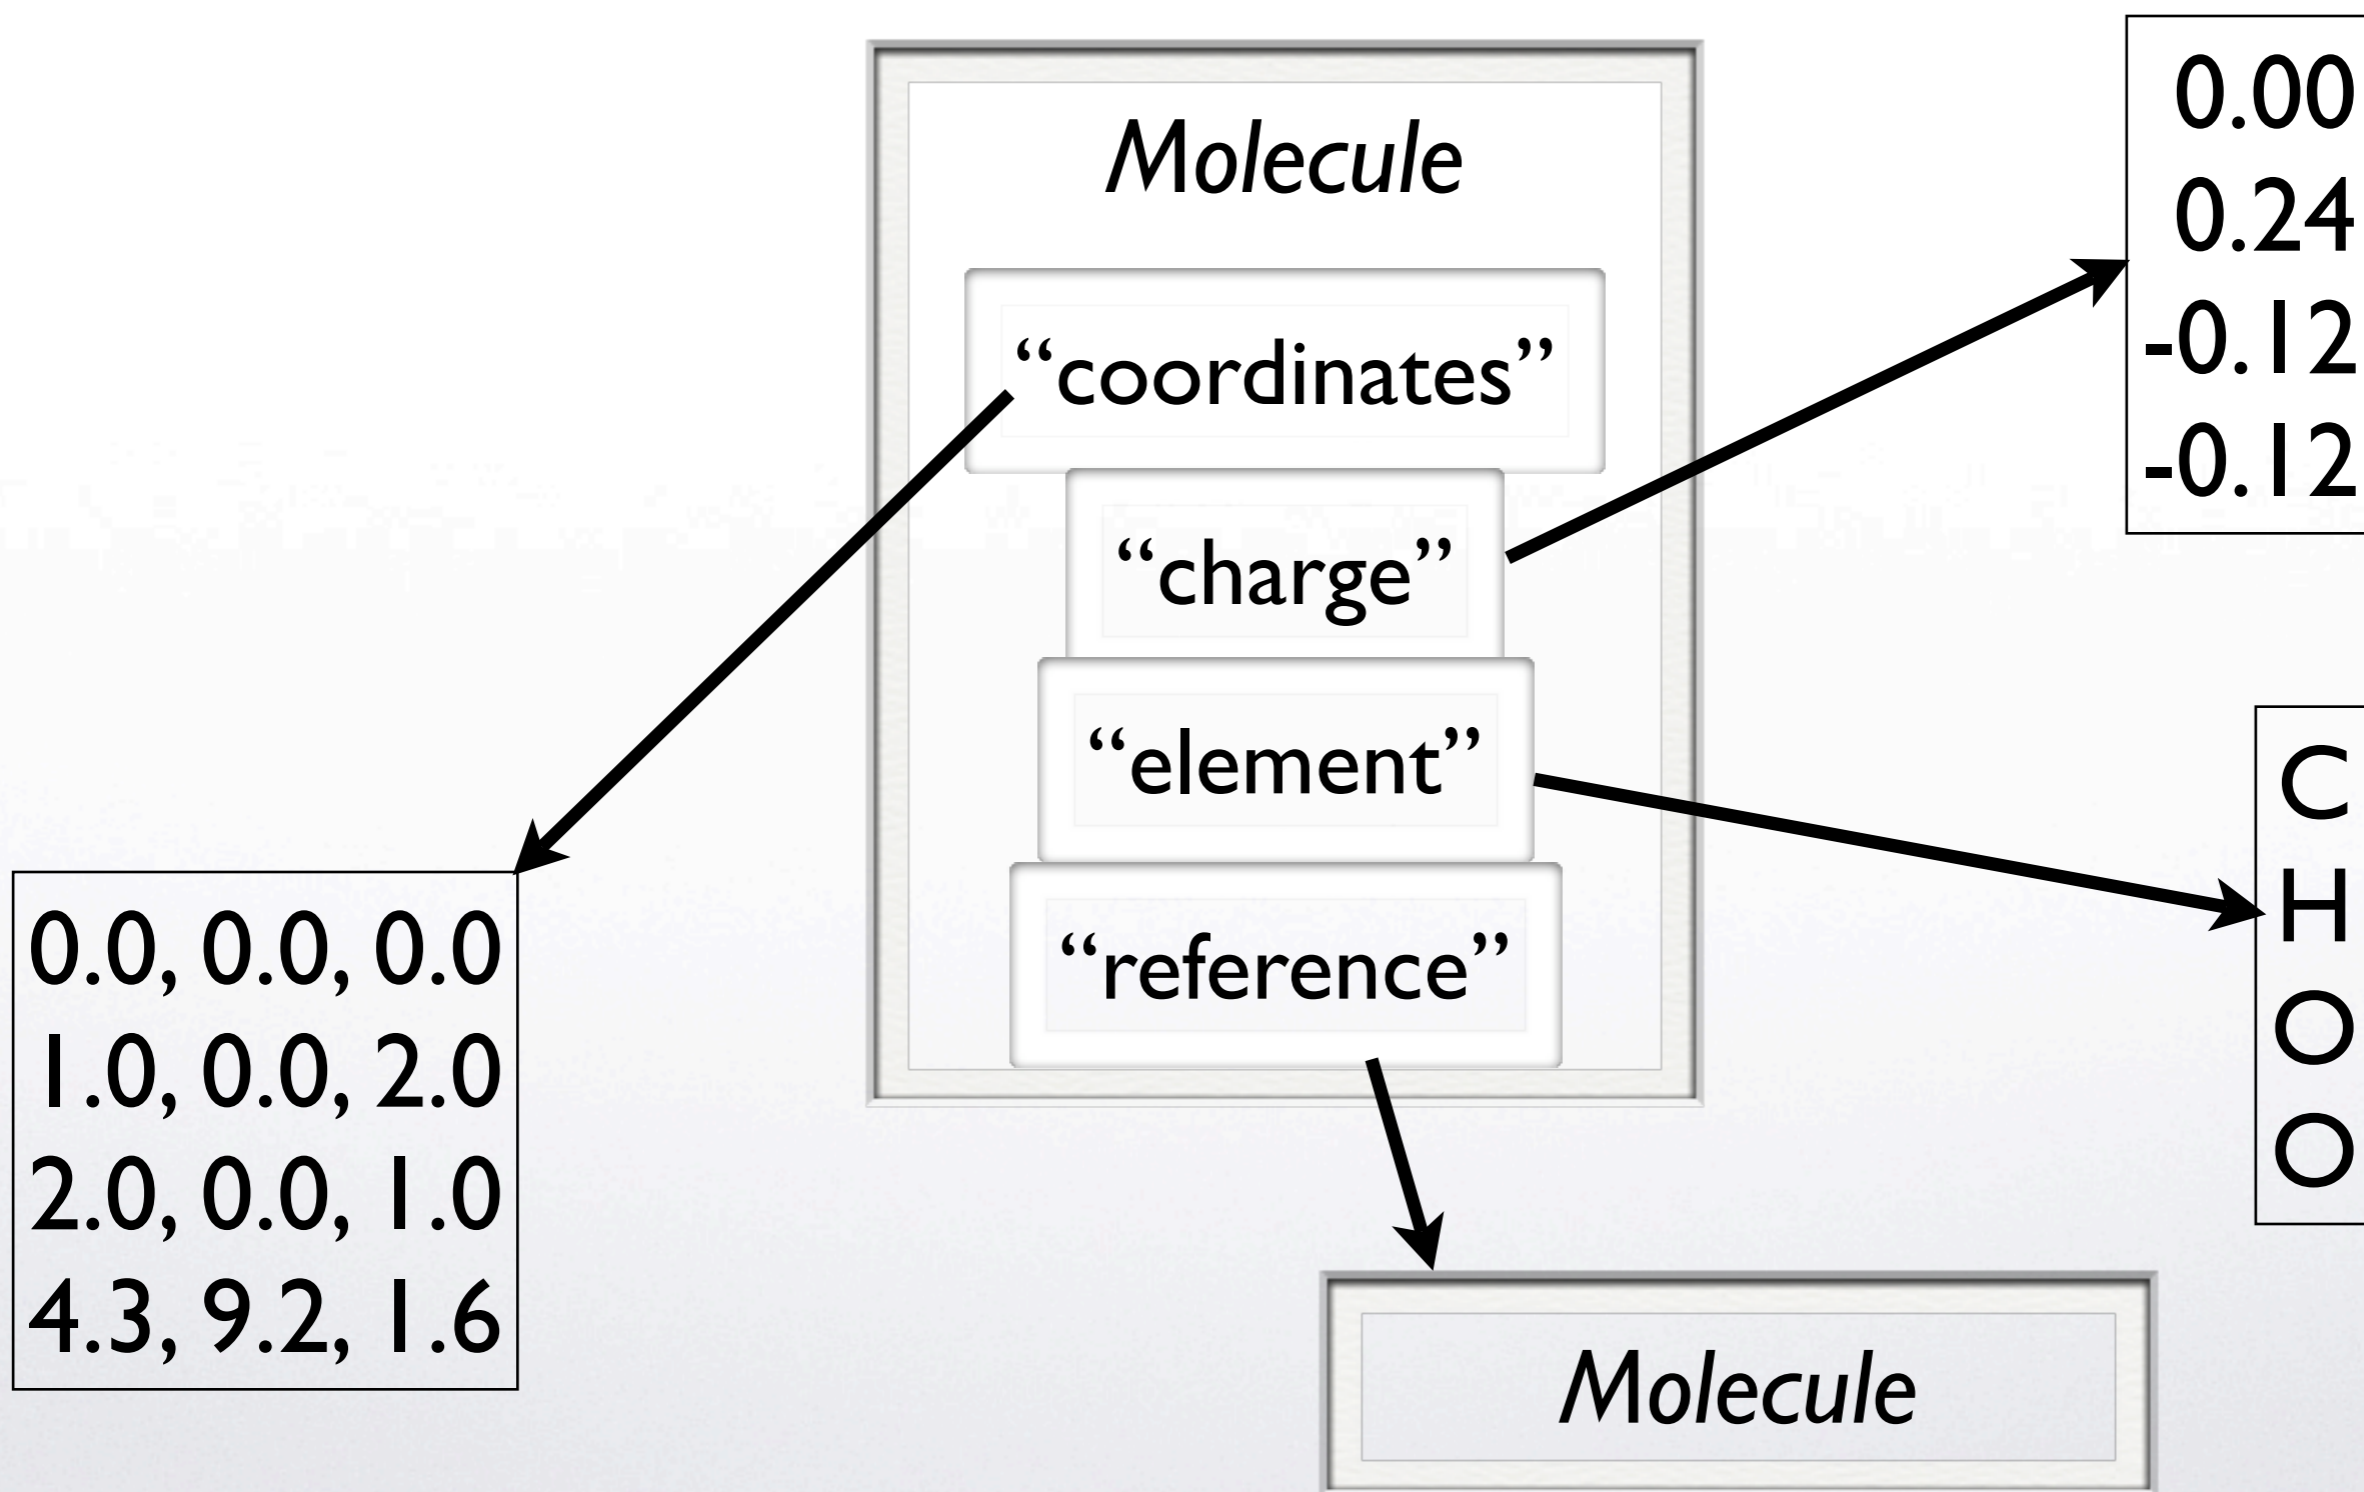 Molecule
“coordinates”
“charge”
“element”
“reference”
0.00
0.24
-0.12
-0.12
C
H
O
O
0.0, 0.0, 0.0
1.0, 0.0, 2.0
2.0, 0.0, 1.0
4.3, 9.2, 1.6
Molecule